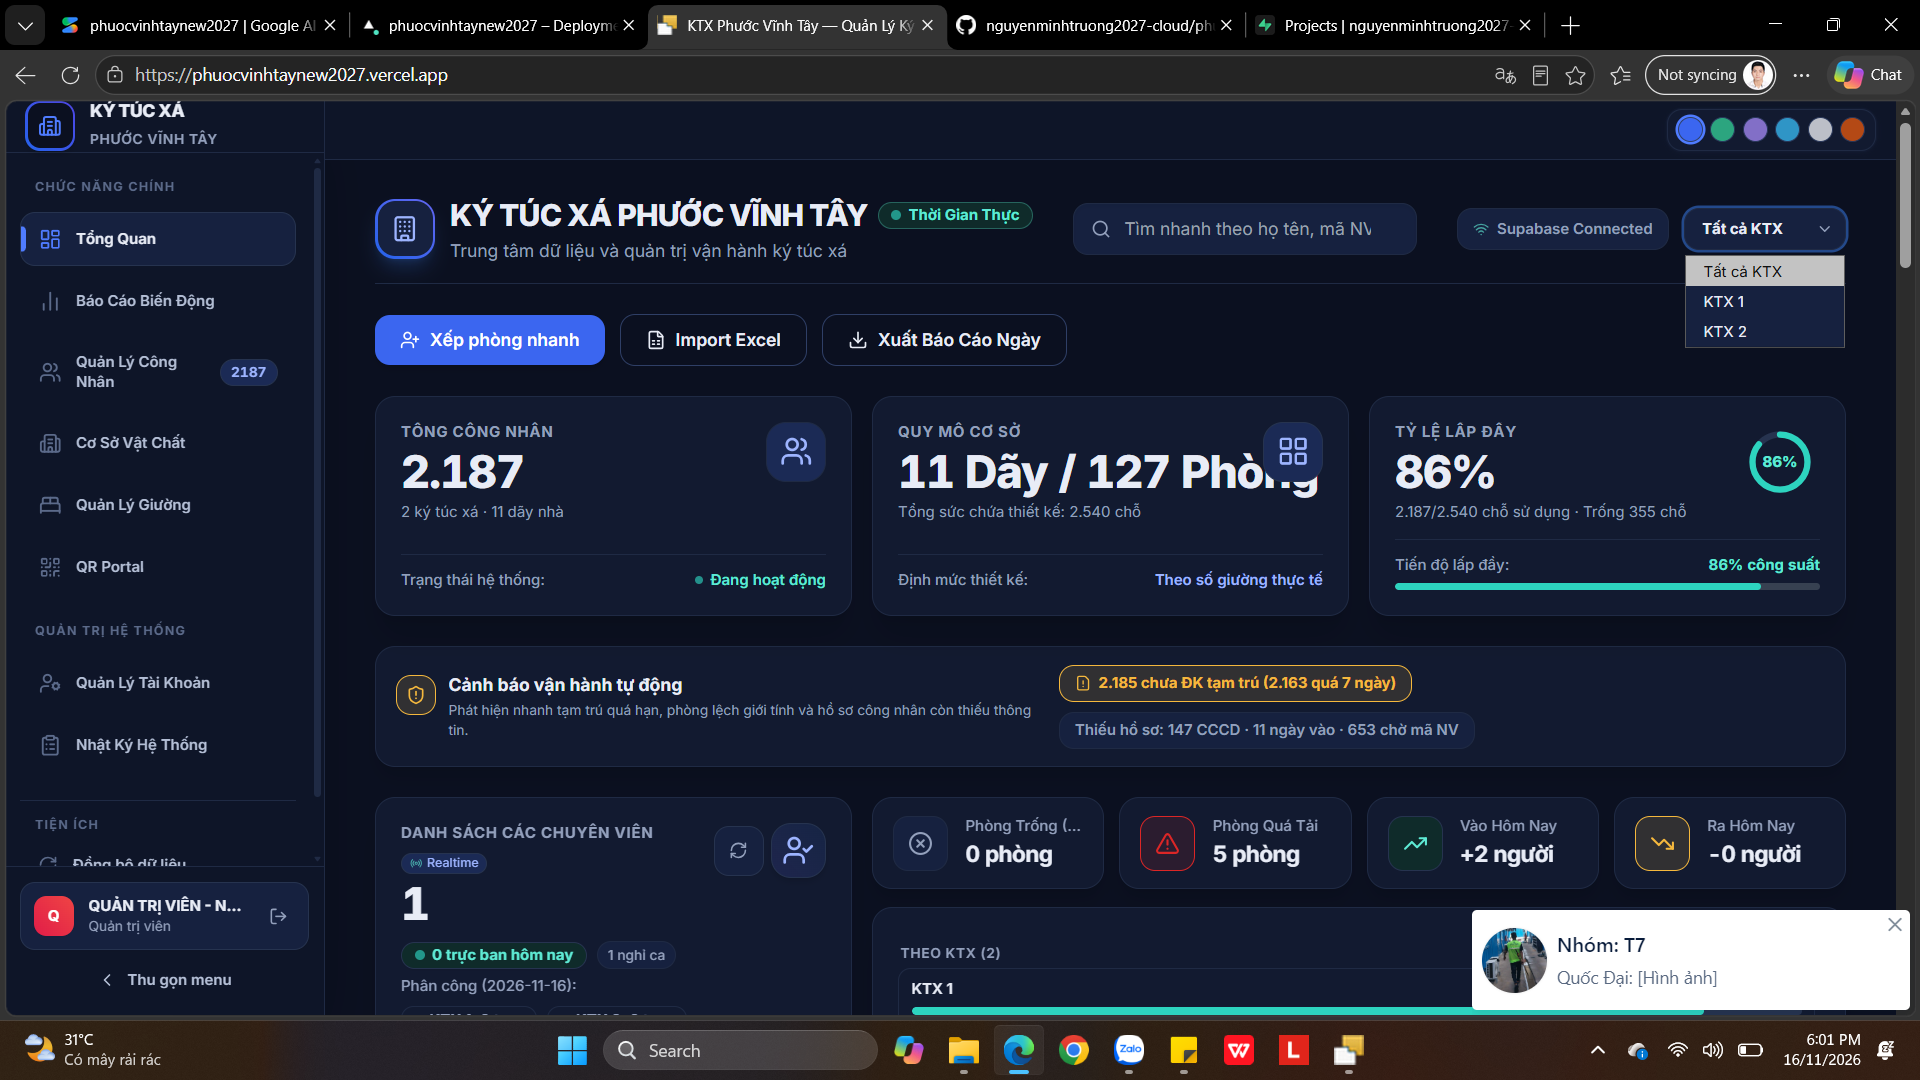 phuocvinhtaynew2027 | Google AI
phuocvinhtaynew2027 – Deployme
KTX Phước Vĩnh Tây — Quản Lý Ký
nguyenminhtruong2027-cloud/ph
Projects | nguyenminhtruong2027-
https://phuocvinhtaynew2027.vercel.app
Not syncing
Chat
KÝ TÚC XÁ
PHƯỚC VĨNH TÂY
CHỨC NĂNG CHÍNH
Tổng Quan
Báo Cáo Biến Động
Quản Lý Công
Nhân
2187
Cơ Sở Vật Chất
Quản Lý Giường
QR Portal
QUẢN TRỊ HỆ THỐNG
Quản Lý Tài Khoản
Nhật Ký Hệ Thống
TIỆN ÍCH
Đồng bộ dữ liệu
Q
QUẢN TRỊ VIÊN - N...
Quản trị viên
Thu gọn menu
KÝ TÚC XÁ PHƯỚC VĨNH TÂY
Thời Gian Thực
Trung tâm dữ liệu và quản trị vận hành ký túc xá
Tìm nhanh theo họ tên, mã NV
Supabase Connected
Tất cả KTX
Tất cả KTX
KTX 1
KTX 2
Xếp phòng nhanh
Import Excel
Xuất Báo Cáo Ngày
TỔNG CÔNG NHÂN
2.187
2 ký túc xá · 11 dãy nhà
Trạng thái hệ thống:
Đang hoạt động
QUY MÔ CƠ SỞ
11 Dãy / 127 Phòng
Tổng sức chứa thiết kế: 2.540 chỗ
Định mức thiết kế:
Theo số giường thực tế
TỶ LỆ LẤP ĐẦY
86%
86%
2.187/2.540 chỗ sử dụng · Trống 355 chỗ
Tiến độ lấp đầy:
86% công suất
Cảnh báo vận hành tự động
Phát hiện nhanh tạm trú quá hạn, phòng lệch giới tính và hồ sơ công nhân còn thiếu thông
tin.
2.185 chưa ĐK tạm trú (2.163 quá 7 ngày)
Thiếu hồ sơ: 147 CCCD · 11 ngày vào · 653 chờ mã NV
DANH SÁCH CÁC CHUYÊN VIÊN
Realtime
1
0 trực ban hôm nay
1 nghỉ ca
Phân công (2026-11-16):
Phòng Trống (...
0 phòng
Phòng Quá Tải
5 phòng
Vào Hôm Nay
+2 người
Ra Hôm Nay
-0 người
THEO KTX (2)
KTX 1
Nhóm: T7
Quốc Đại: [Hình ảnh]
31°C
Có mây rải rác
Search
Zalo
6:01 PM
16/11/2026